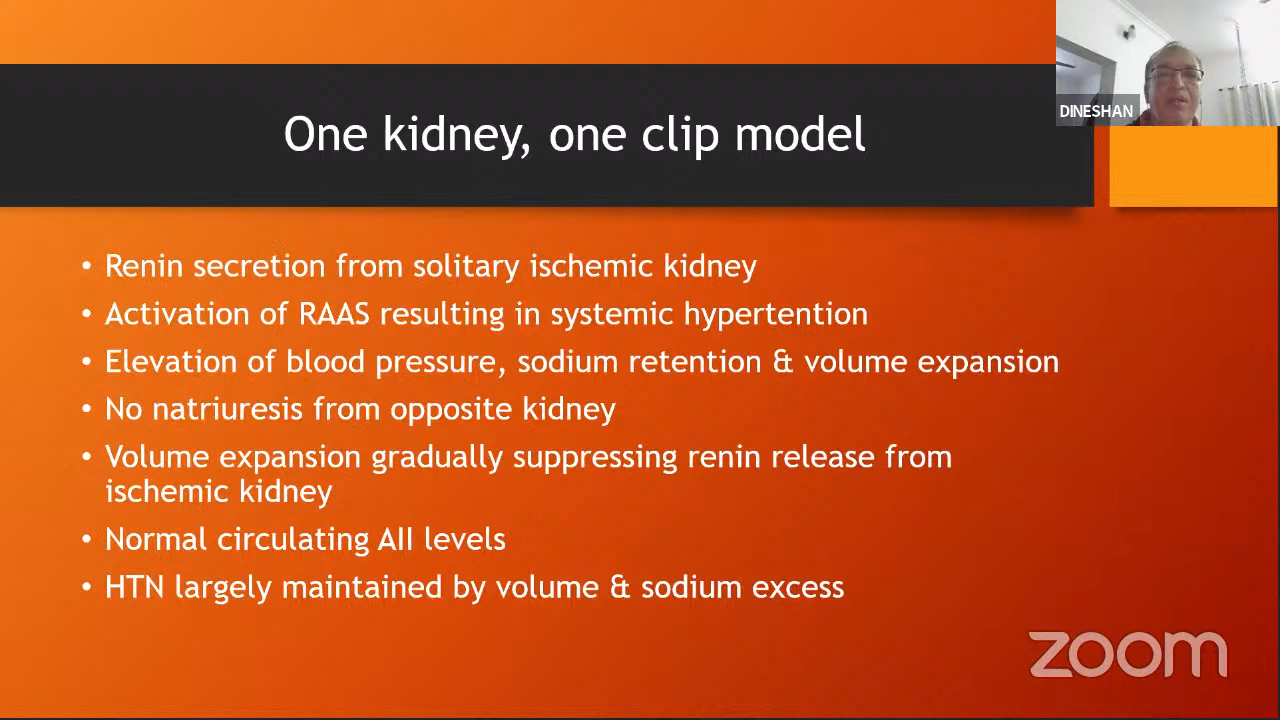 DINESHAN
One kidney, one clip model
• Renin secretion from solitary ischemic kidney
• Activation of RAAS resulting in systemic hypertention
• Elevation of blood pressure, sodium retention & volume expansion
• No natriuresis from opposite kidney
• Volume expansion gradually suppressing renin release from
ischemic kidney
• Normal circulating AII levels
• HTN largely maintained by volume & sodium excess
zoom